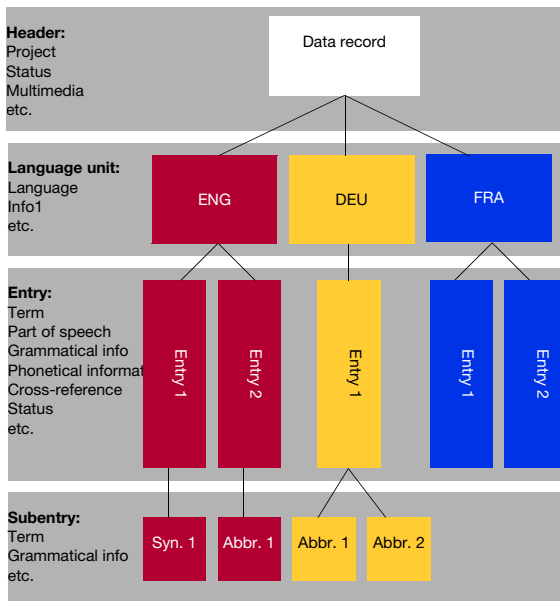 Header:
Project
Status
Multimedia
etc.
Data record
Language unit:
Language
Info1
etc.
ENG
DEU
FRA
Entry:
Term
Part of speech
Grammatical info
Phonetical informat
Cross-reference
Status
etc.
Entry 1
Entry 2
Entry 1
Entry 1
Entry 2
Subentry:
Term
Grammatical info
etc.
Syn. 1
Abbr. 1
Abbr. 1
Abbr. 2